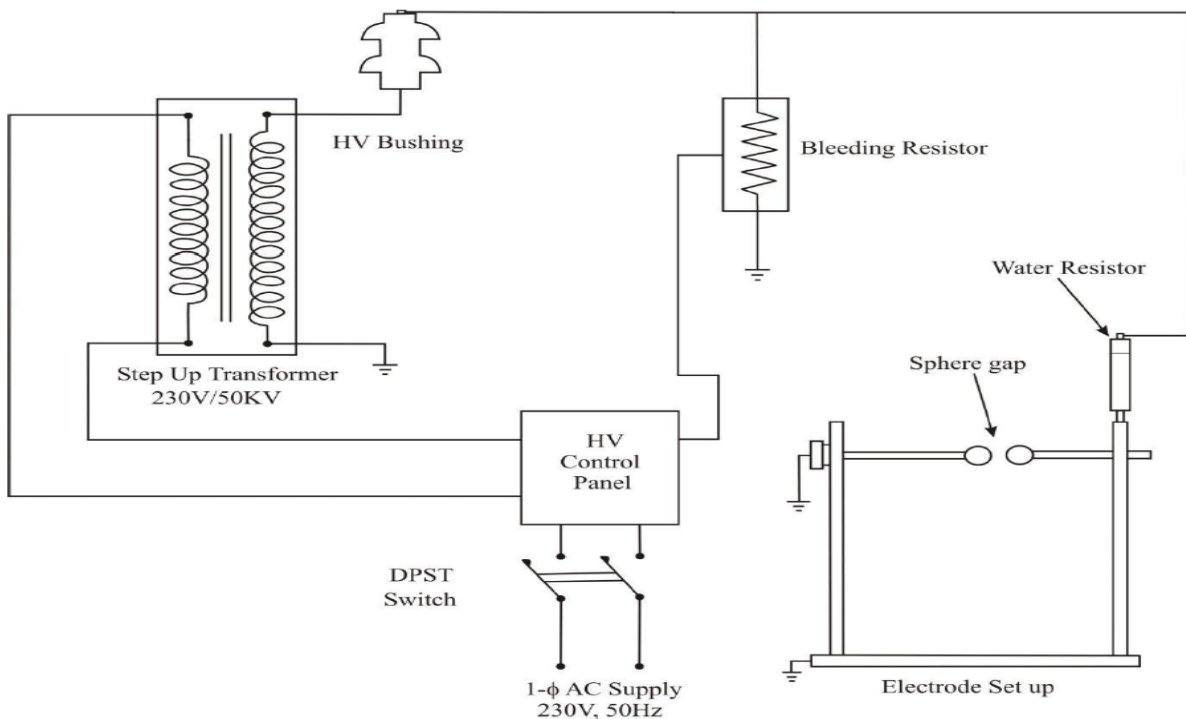 HV Bushing
Bleeding Resistor
Water Resistor
Step Up Transformer
230V/50KV
Sphere gap
HV
Control
Panel
DPST
Switch
1-ϕ AC Supply
230V, 50Hz
Electrode Set up